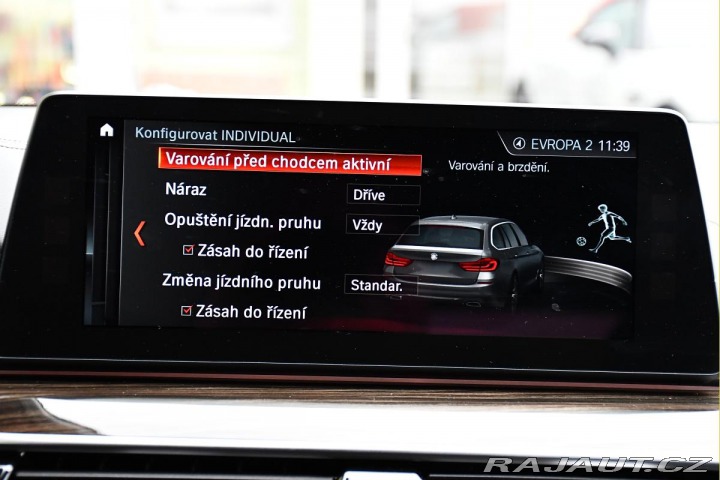 Konfigurovat INDIVIDUAL
EVROPA 2 11:39
Varování před chodcem aktivní
Varování a brzdění.
Náraz
Dříve
Opuštění jízdn. pruhu
Vždy
Zásah do řízení
Změna jízdního pruhu
Standar.
Zásah do řízení
RAJAUT.CZ